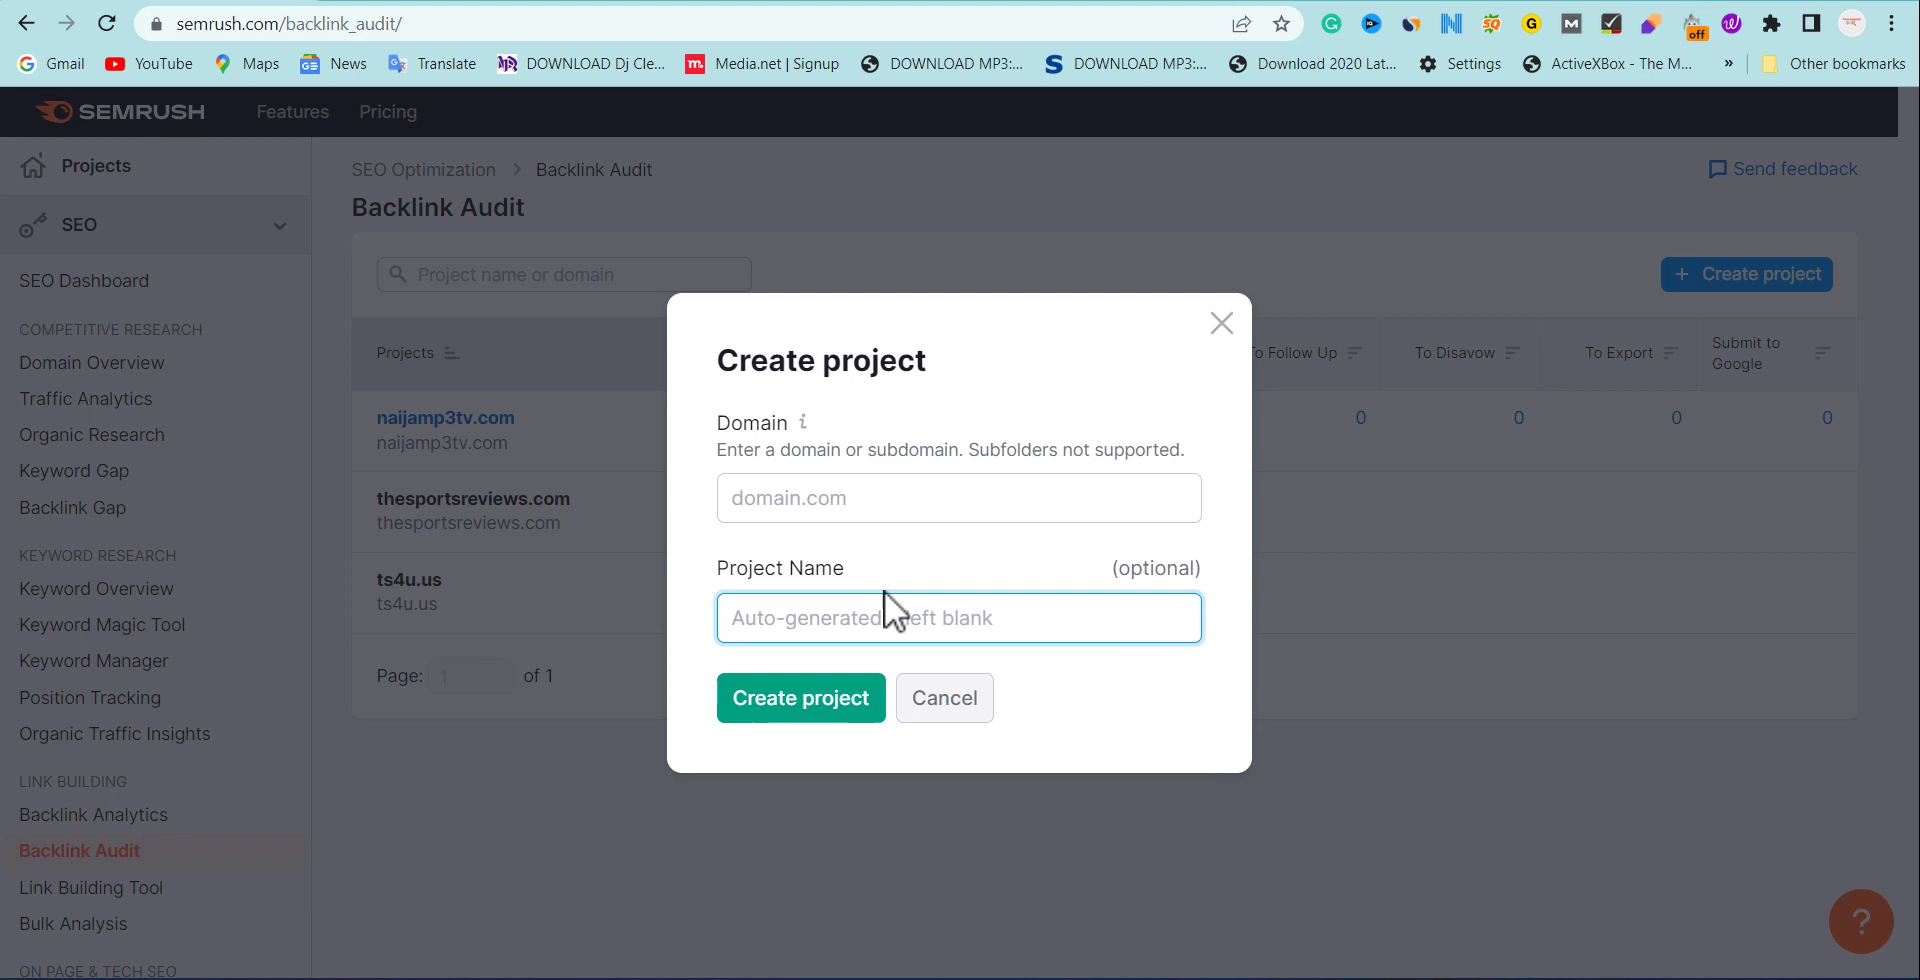 semrush.com/backlink_audit/
off
Gmail
YouTube
Maps
News
Translate
DOWNLOAD Dj Cle...
Media.net | Signup
DOWNLOAD MP3:...
DOWNLOAD MP3:...
Download 2020 Lat...
Settings
ActiveXBox - The M...
»
Other bookmarks
SEMRUSH
Features
Pricing
Projects
SEO
SEO Dashboard
COMPETITIVE RESEARCH
Domain Overview
Traffic Analytics
Organic Research
Keyword Gap
Backlink Gap
KEYWORD RESEARCH
Keyword Overview
Keyword Magic Tool
Keyword Manager
Position Tracking
Organic Traffic Insights
LINK BUILDING
Backlink Analytics
Backlink Audit
Link Building Tool
Bulk Analysis
ON PAGE & TECH SEO
SEO Optimization > Backlink Audit
Send feedback
Backlink Audit
Project name or domain
+ Create project
Projects
To Follow Up
To Disavow
To Export
Submit to
Google
naijamp3tv.com
naijamp3tv.com
0
0
0
0
thesportsreviews.com
thesportsreviews.com
ts4u.us
ts4u.us
Page: 1 of 1
Create project
Domain i
Enter a domain or subdomain. Subfolders not supported.
domain.com
Project Name
(optional)
Auto-generated left blank
Create project
Cancel
?